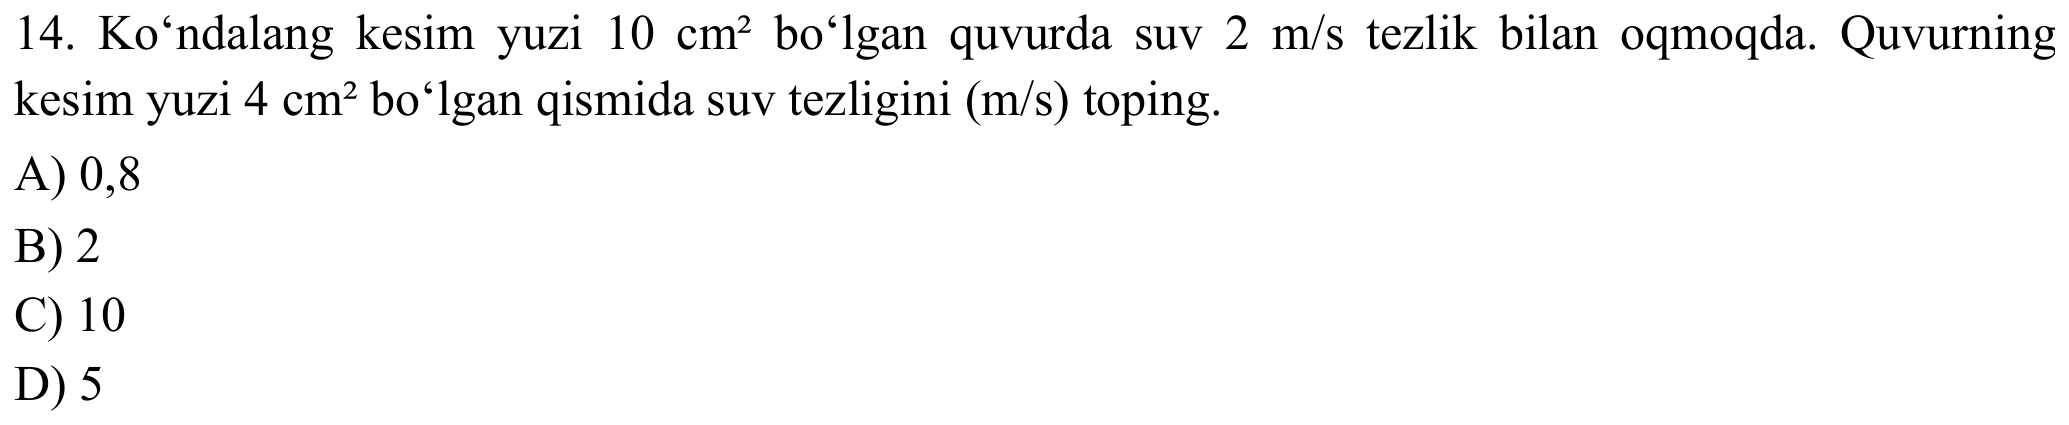 14. Ko‘ndalang kesim yuzi 10 cm² bo‘lgan quvurda suv 2 m/s tezlik bilan oqmoqda. Quvurning
kesim yuzi 4 cm² bo‘lgan qismida suv tezligini (m/s) toping.
A) 0,8
B) 2
C) 10
D) 5